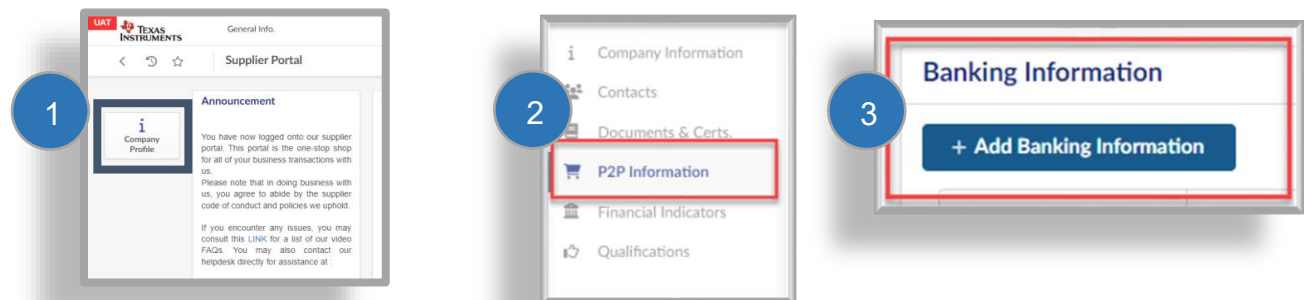 UAT
TEXAS
INSTRUMENTS
General Info.
Supplier Portal
1
i
Company
Profile
Announcement
You have now logged onto our supplier
portal. This portal is the one-stop shop
for all of your business transactions with
us.
Please note that in doing business with
us, you agree to abide by the supplier
code of conduct and policies we uphold.
If you encounter any issues, you may
consult this LINK for a list of our video
FAQs. You may also contact our
helpdesk directly for assistance at :
2
i Company Information
Contacts
Documents & Certs.
P2P Information
Financial Indicators
Qualifications
3
Banking Information
+ Add Banking Information